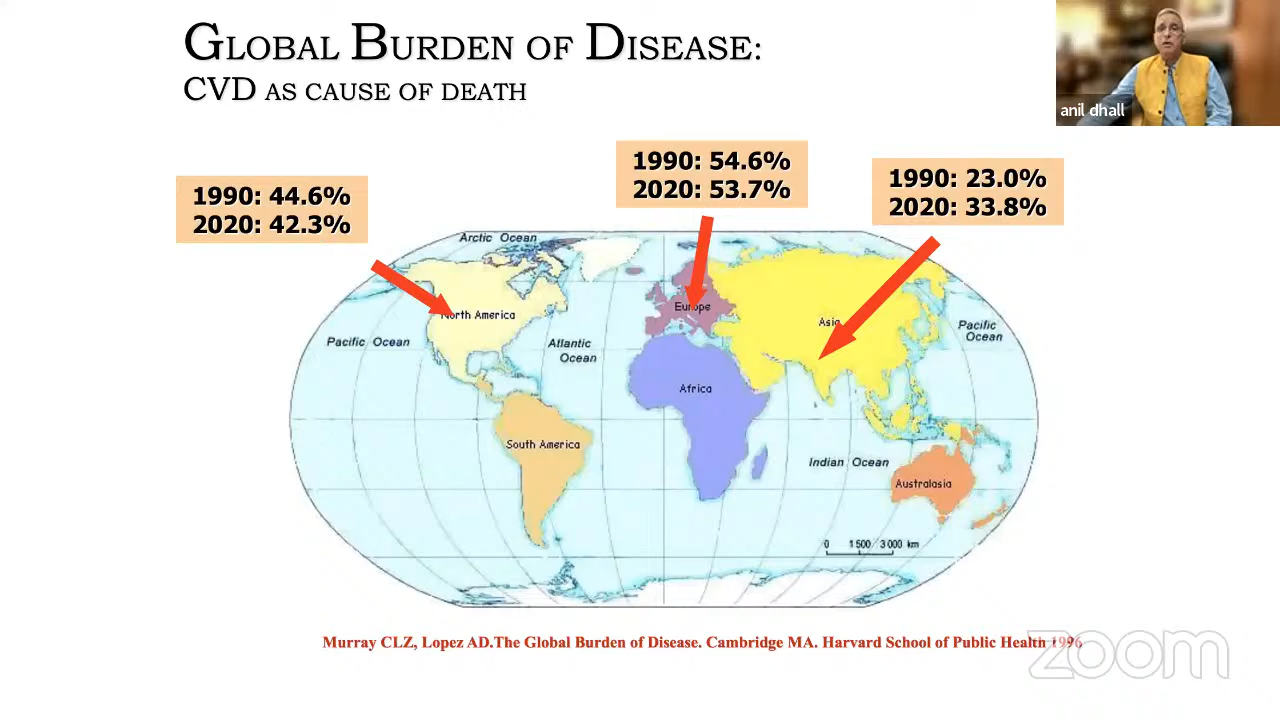 GLOBAL BURDEN OF DISEASE:
CVD AS CAUSE OF DEATH
anil dhall
1990: 44.6%
2020: 42.3%
1990: 54.6%
2020: 53.7%
1990: 23.0%
2020: 33.8%
Arctic Ocean
North America
Europe
Asia
Pacific Ocean
Atlantic
Ocean
Pacific
Ocean
Africa
South America
Indian Ocean
Australasia
0 1 500 3 000 km
Murray CLZ, Lopez AD.The Global Burden of Disease. Cambridge MA. Harvard School of Public Health 1996
zoom